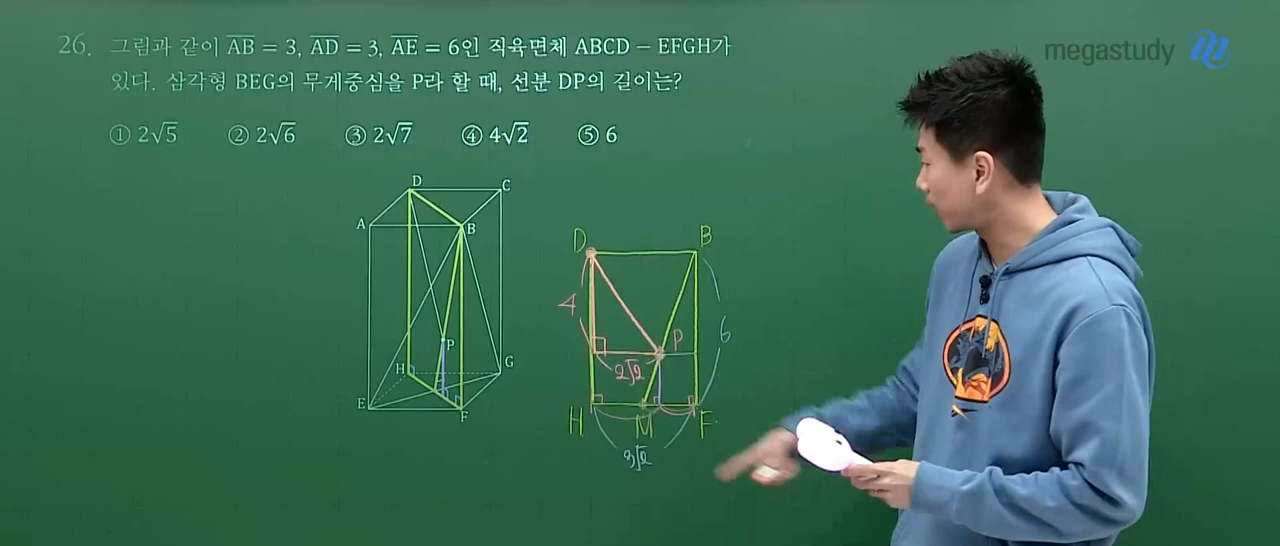 26. 그림과 같이 AB = 3, AD = 3, AE = 6인 직육면체 ABCD − EFGH가
있다. 삼각형 BEG의 무게중심을 P라 할 때, 선분 DP의 길이는?
① 2√5 ② 2√6 ③ 2√7 ④ 4√2 ⑤ 6
megastudy
D C
A B
P
H G
E F
D B
4 P 6
2√2
H M F
3√2